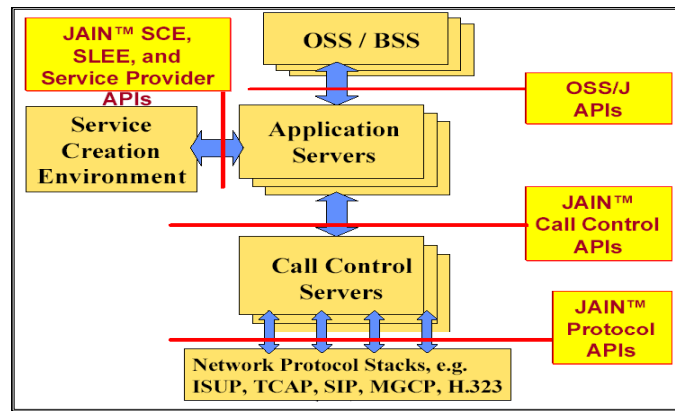 JAIN™ SCE,
SLEE, and
Service Provider
APIs
OSS / BSS
OSS/J
APIs
Service
Creation
Environment
Application
Servers
JAIN™
Call Control
APIs
Call Control
Servers
JAIN™
Protocol
APIs
Network Protocol Stacks, e.g.
ISUP, TCAP, SIP, MGCP, H.323